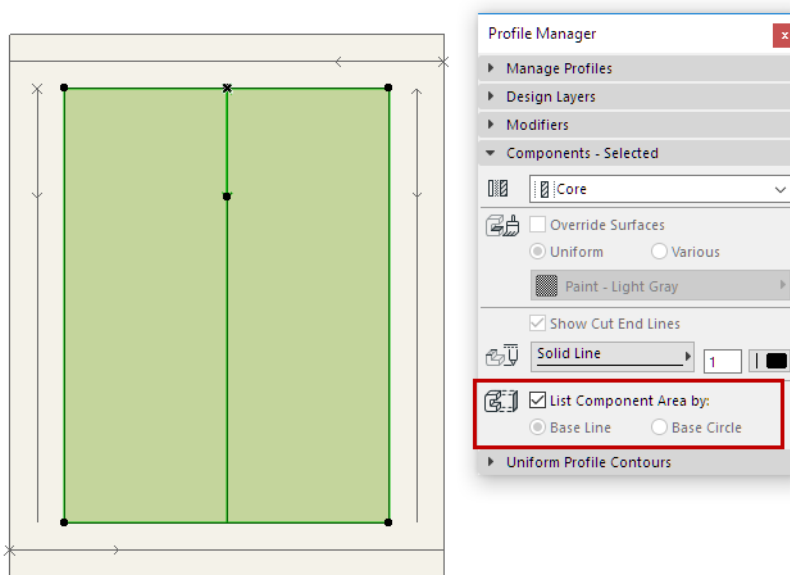 Profile Manager
x
Manage Profiles
Design Layers
Modifiers
Components - Selected
Core
Override Surfaces
Uniform Various
Paint - Light Gray
Show Cut End Lines
Solid Line 1
List Component Area by:
Base Line Base Circle
Uniform Profile Contours